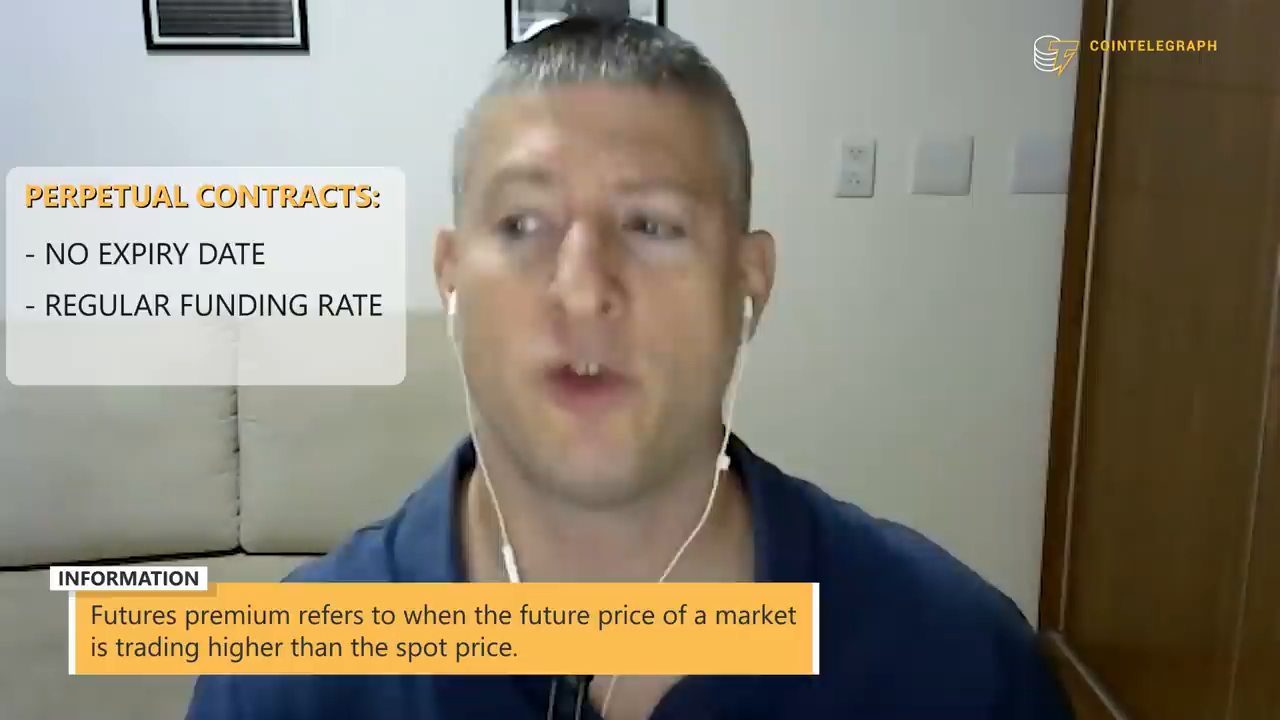 COINTELEGRAPH
PERPETUAL CONTRACTS:
- NO EXPIRY DATE
- REGULAR FUNDING RATE
INFORMATION
Futures premium refers to when the future price of a market
is trading higher than the spot price.